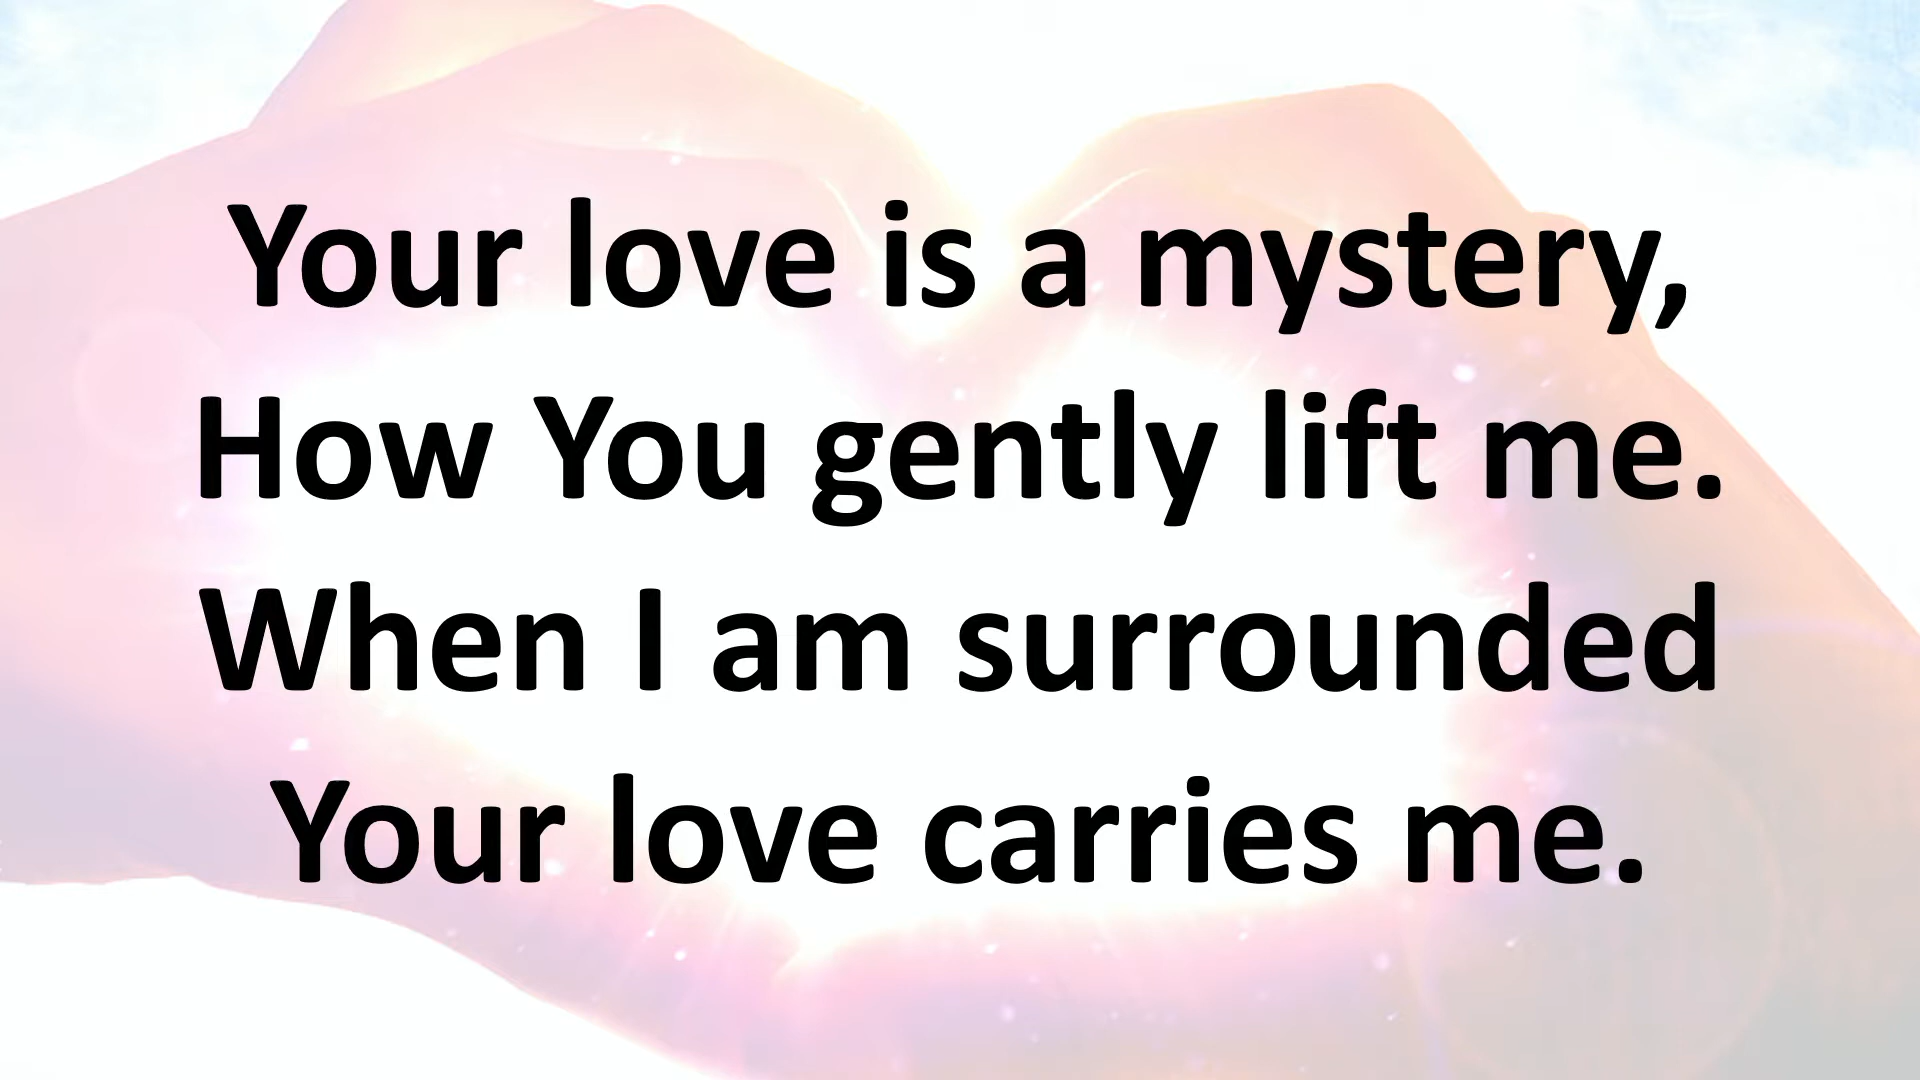 Your love is a mystery,
How You gently lift me.
When I am surrounded
Your love carries me.